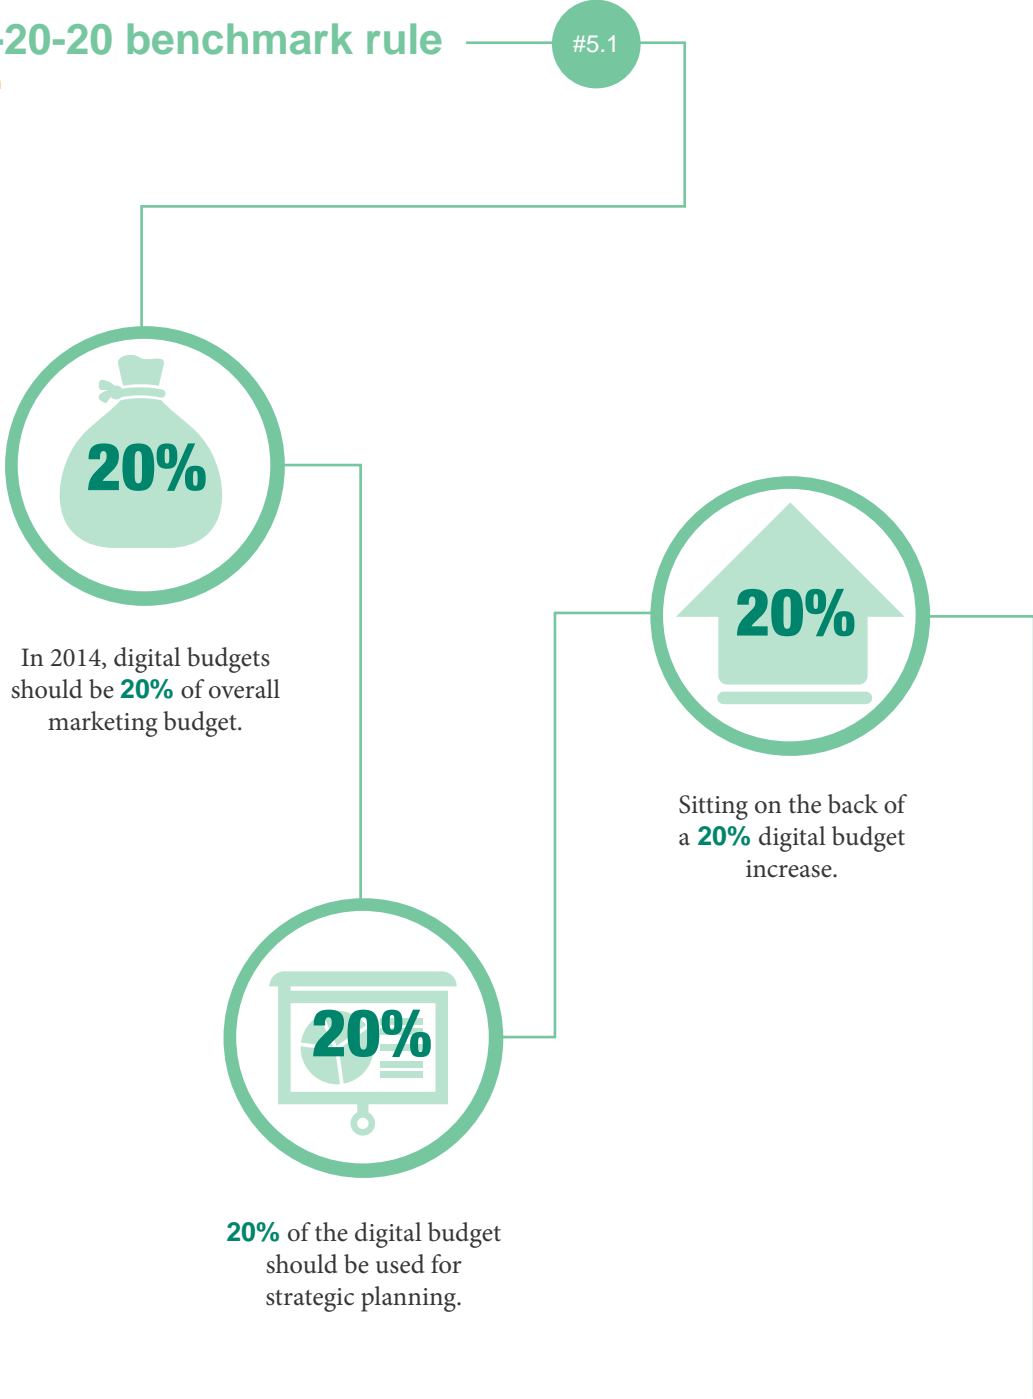 -20-20 benchmark rule
#5.1
20%
In 2014, digital budgets
should be 20% of overall
marketing budget.
20%
20% of the digital budget
should be used for
strategic planning.
20%
Sitting on the back of
a 20% digital budget
increase.